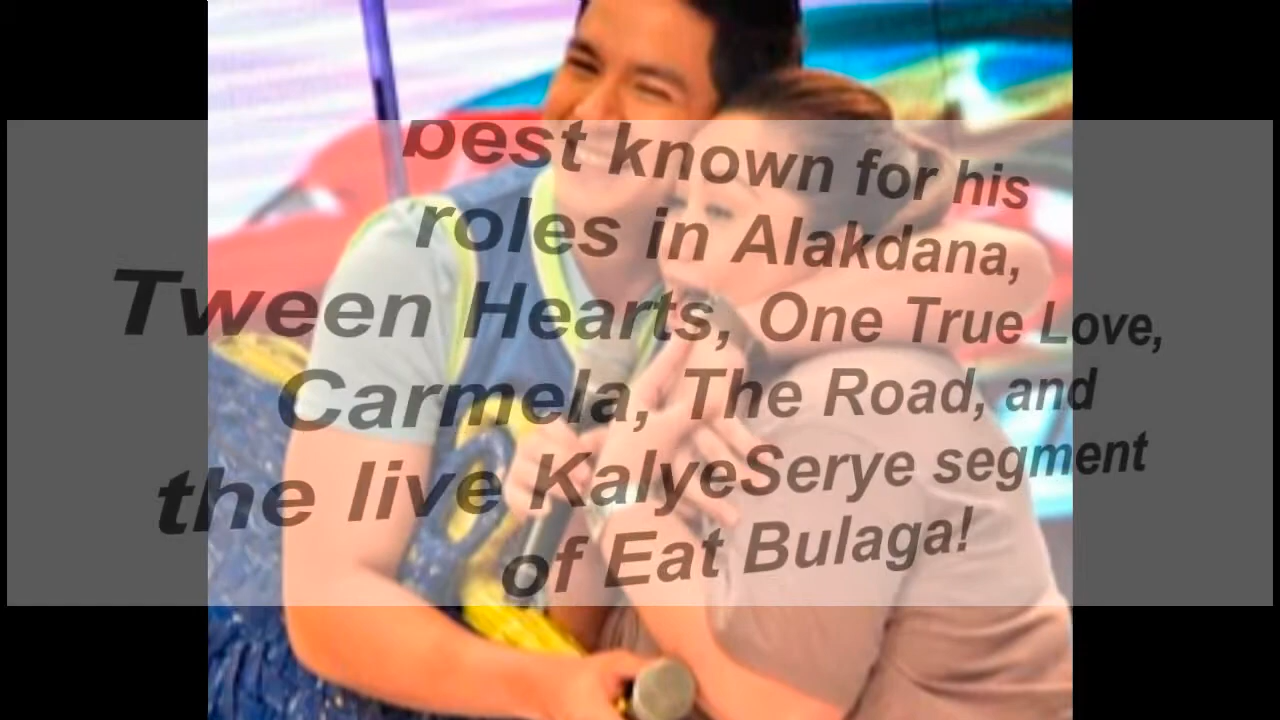 best known for his
roles in Alakdana,
Tween Hearts, One True Love,
Carmela, The Road, and
the live KalyeSerye segment
of Eat Bulaga!